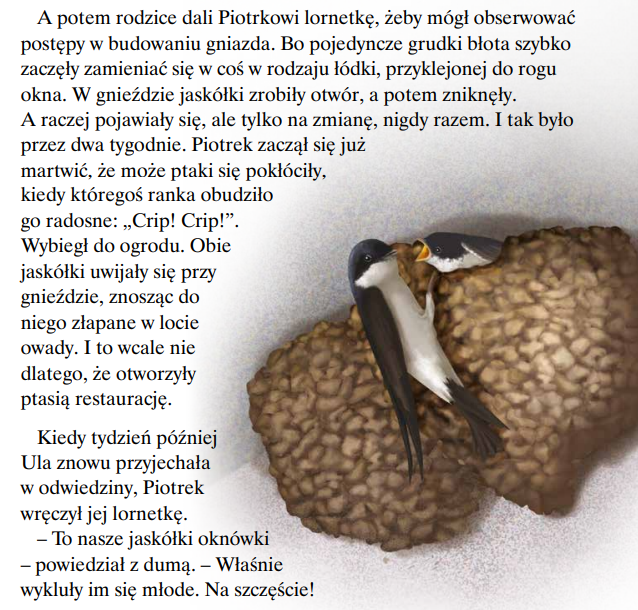 A potem rodzice dali Piotrkowi lornetkę, żeby mógł obserwować
postępy w budowaniu gniazda. Bo pojedyncze grudki błota szybko
zaczęły zamieniać się w coś w rodzaju łódki, przyklejonej do rogu
okna. W gnieździe jaskółki zrobiły otwór, a potem zniknęły.
A raczej pojawiały się, ale tylko na zmianę, nigdy razem. I tak było
przez dwa tygodnie. Piotrek zaczął się już
martwić, że może ptaki się pokłóciły,
kiedy któregoś ranka obudziło
go radosne: „Crip! Crip!”.
Wybiegł do ogrodu. Obie
jaskółki uwijały się przy
gnieździe, znosząc do
niego złapane w locie
owady. I to wcale nie
dlatego, że otworzyły
ptasią restaurację.
Kiedy tydzień później
Ula znowu przyjechała
w odwiedziny, Piotrek
wręczył jej lornetkę.
– To nasze jaskółki oknówki
– powiedział z dumą. – Właśnie
wykluły im się młode. Na szczęście!